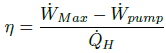 η = (Ẇ_Max − Ẇ_pump) / Q̇_H